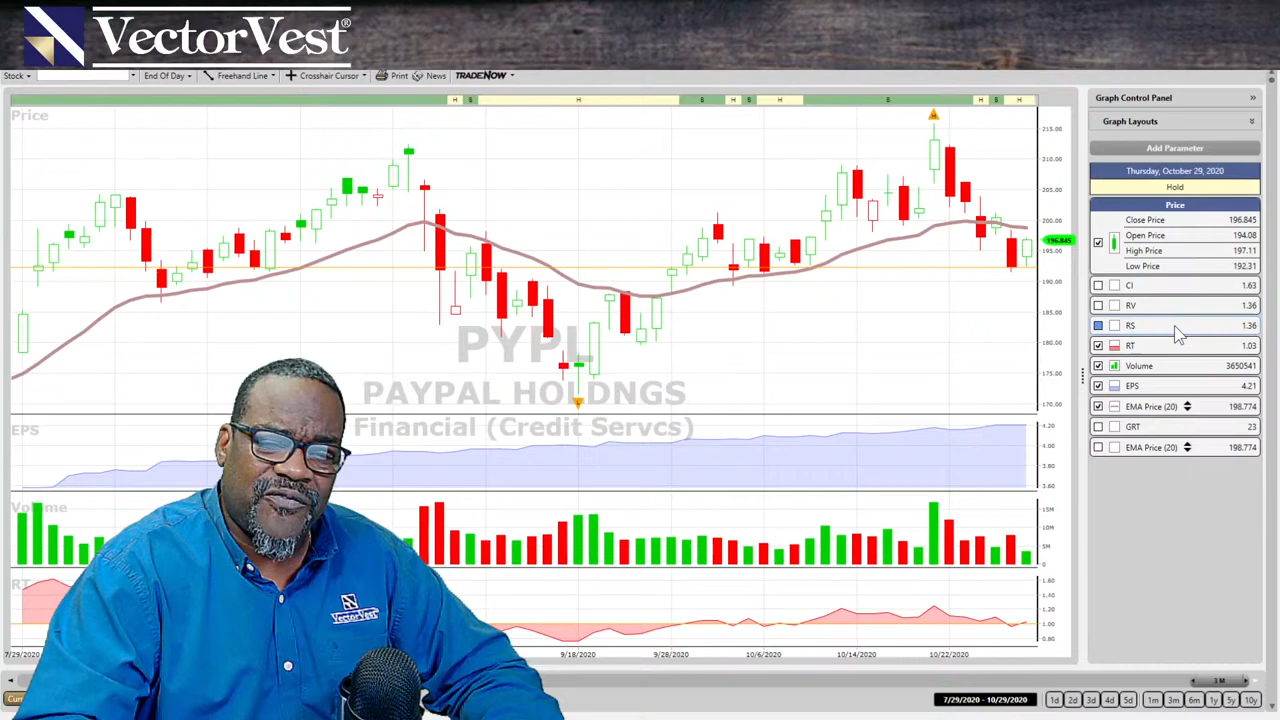 VectorVest®
Stock End Of Day Freehand Line Crosshair Cursor Print News TRADENOW
H B H B H B H B H B H
Price
H
215.00
210.00
205.00
200.00
196.845
195.00
190.00
185.00
180.00
175.00
170.00
L
PYPL
PAYPAL HOLDNGS
Financial (Credit Servcs)
EPS
4.20
4.00
3.80
3.60
Volume
15M
10M
5M
0
RT
1.60
1.40
1.20
1.00
0.80
7/29/2020 9/18/2020 9/28/2020 10/6/2020 10/14/2020 10/22/2020
Graph Control Panel
Graph Layouts
Add Parameter
Thursday, October 29, 2020
Hold
Price
Close Price 196.845
Open Price 194.08
High Price 197.11
Low Price 192.31
CI 1.63
RV 1.36
RS 1.36
RT 1.03
Volume 3650541
EPS 4.21
EMA Price (20) 198.774
GRT 23
EMA Price (20) 198.774
VectorVest
3 M
Cur
7/29/2020 - 10/29/2020 1d 2d 3d 4d 5d 1m 3m 6m 1y 5y 10y